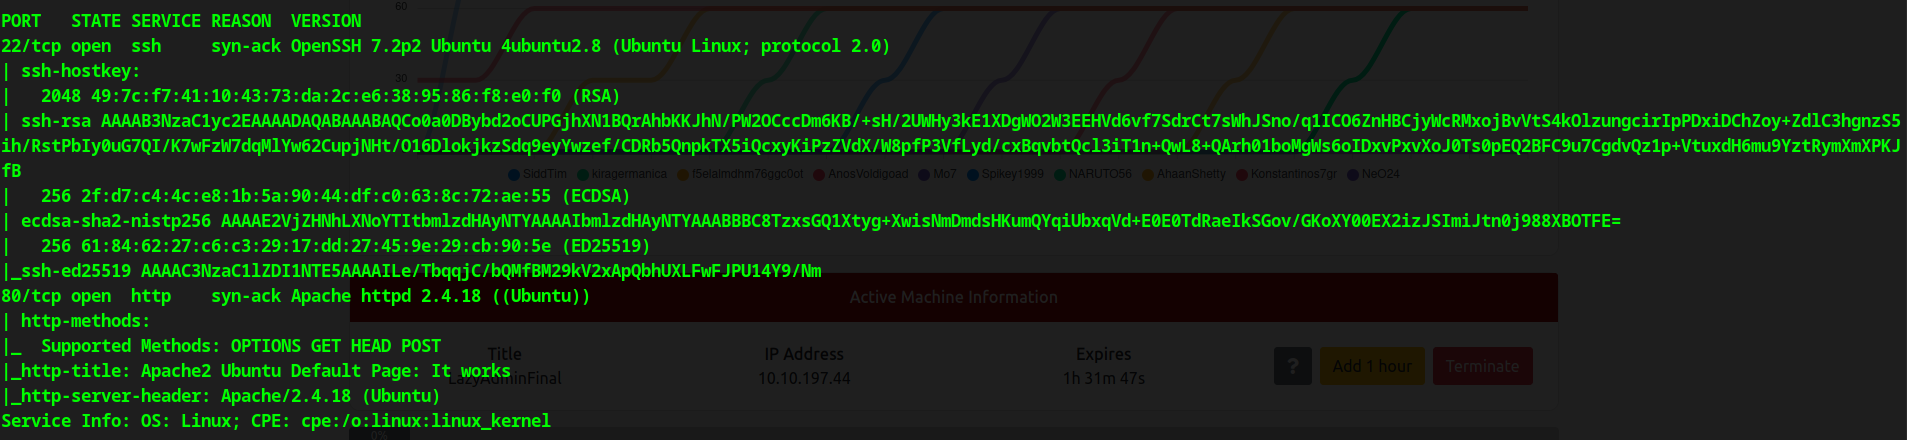 PORT   STATE SERVICE REASON  VERSION
22/tcp open  ssh     syn-ack OpenSSH 7.2p2 Ubuntu 4ubuntu2.8 (Ubuntu Linux; protocol 2.0)
| ssh-hostkey:
|   2048 49:7c:f7:41:10:43:73:da:2c:e6:38:95:86:f8:e0:f0 (RSA)
| ssh-rsa AAAAB3NzaC1yc2EAAAADAQABAAABAQCo0a0DBybd2oCUPGjhXN1BQrAhbKKJhN/PW2OCccDm6KB/+sH/2UWHy3kE1XDgWO2W3EEHVd6vf7SdrCt7sWhJSno/q1ICO6ZnHBCjyWcRMxojBvVtS4kOlzungcirIpPDxiDChZoy+ZdlC3hgnzS5
ih/RstPbIy0uG7QI/K7wFzW7dqMlYw62CupjNHt/O16DlokjkzSdq9eyYwzef/CDRb5QnpkTX5iQcxyKiPzZVdX/W8pfP3VfLyd/cxBqvbtQcl3iT1n+QwL8+QArh01boMgWs6oIDxvPxvXoJ0Ts0pEQ2BFC9u7CgdvQz1p+VtuxdH6mu9YztRymXmXPKJ
fB
|   256 2f:d7:c4:4c:e8:1b:5a:90:44:df:c0:63:8c:72:ae:55 (ECDSA)
| ecdsa-sha2-nistp256 AAAAE2VjZHNhLXNoYTItbmlzdHAyNTYAAAAIbmlzdHAyNTYAAABBBC8TzxsGQ1Xtyg+XwisNmDmdsHKumQYqiUbxqVd+E0E0TdRaeIkSGov/GKoXY00EX2izJSImiJtn0j988XBOTFE=
|   256 61:84:62:27:c6:c3:29:17:dd:27:45:9e:29:cb:90:5e (ED25519)
|_ssh-ed25519 AAAAC3NzaC1lZDI1NTE5AAAAILe/TbqqjC/bQMfBM29kV2xApQbhUXLFwFJPU14Y9/Nm
80/tcp open  http    syn-ack Apache httpd 2.4.18 ((Ubuntu))
| http-methods:
|_  Supported Methods: OPTIONS GET HEAD POST
|_http-title: Apache2 Ubuntu Default Page: It works
|_http-server-header: Apache/2.4.18 (Ubuntu)
Service Info: OS: Linux; CPE: cpe:/o:linux:linux_kernel
60
30
SiddTim kiragermanica AnosVoldigoad Mo7 Spikey1999 NARUTO56 AhaanShetty Konstantinos7gr NeO24
Active Machine Information
Title IP Address Expires ? Add 1 hour Terminate
LazyAdminFinal 10.10.197.44 1h 31m 47s
0%